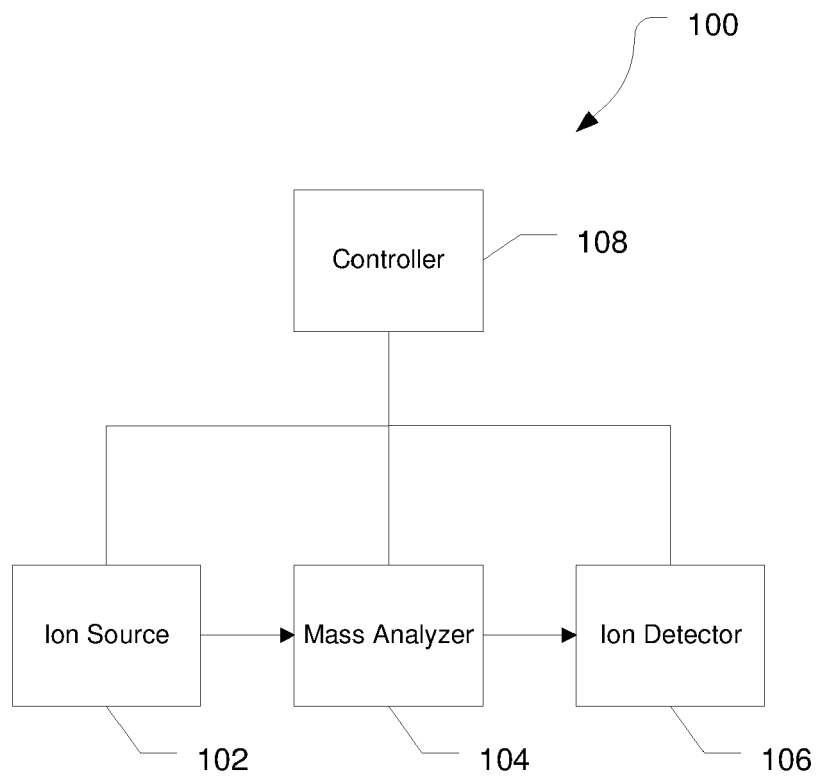 100
Controller
108
Ion Source
Mass Analyzer
Ion Detector
102
104
106